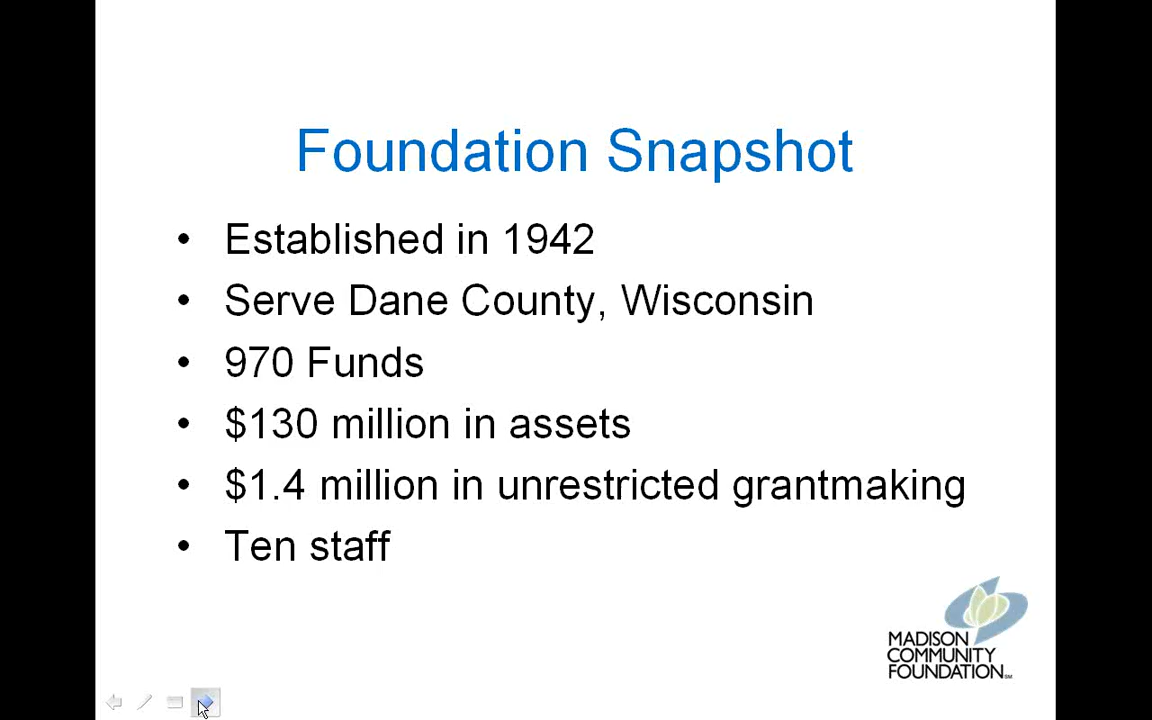 Foundation Snapshot
• Established in 1942
• Serve Dane County, Wisconsin
• 970 Funds
• $130 million in assets
• $1.4 million in unrestricted grantmaking
• Ten staff
MADISON
COMMUNITY
FOUNDATION℠